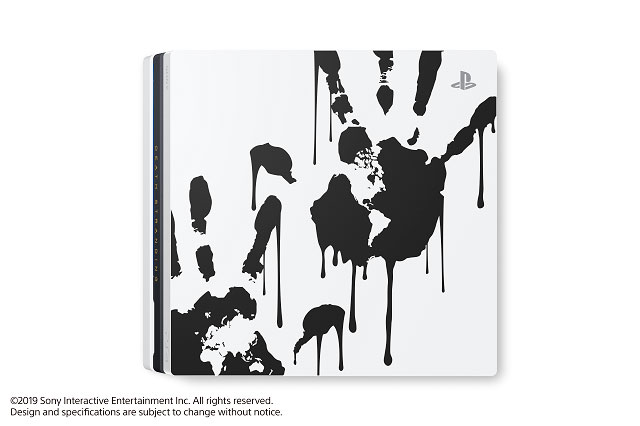 DEATH STRANDING
©2019 Sony Interactive Entertainment Inc. All rights reserved.
Design and specifications are subject to change without notice.